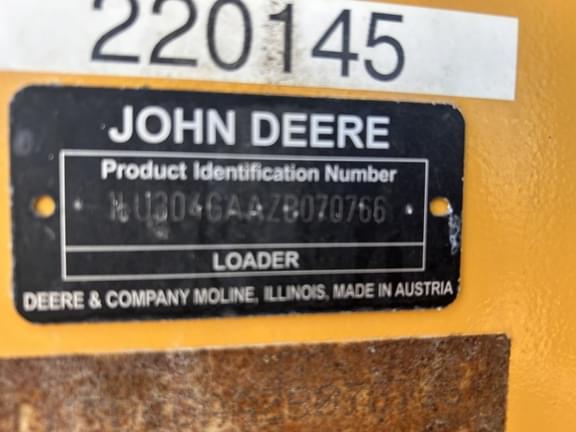 220145
JOHN DEERE
Product Identification Number
LOADER
DEERE & COMPANY MOLINE, ILLINOIS, MADE IN AUSTRIA